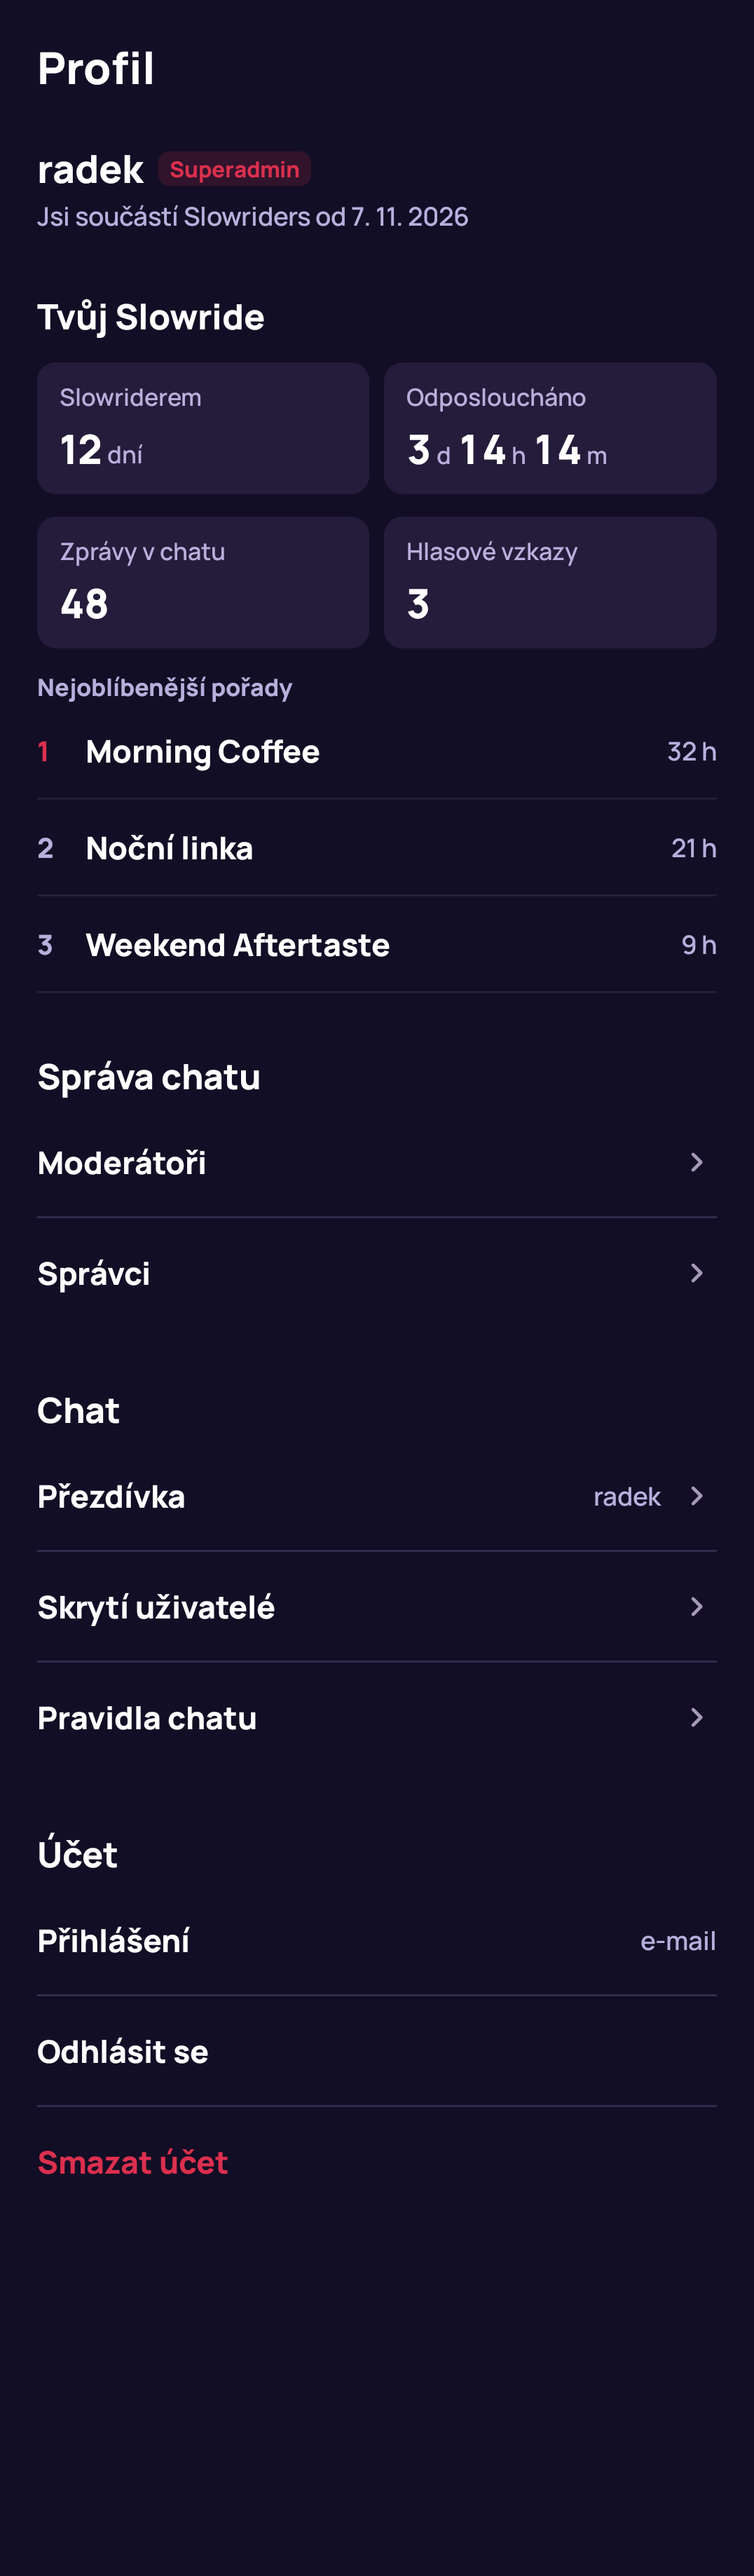 Profil
radek Superadmin
Jsi součástí Slowriders od 7. 11. 2026
Tvůj Slowride
Slowriderem
12 dní
Odposloucháno
3 d 14 h 14 m
Zprávy v chatu
48
Hlasové vzkazy
3
Nejoblíbenější pořady
1 Morning Coffee 32 h
2 Noční linka 21 h
3 Weekend Aftertaste 9 h
Správa chatu
Moderátoři
Správci
Chat
Přezdívka radek
Skrytí uživatelé
Pravidla chatu
Účet
Přihlášení e-mail
Odhlásit se
Smazat účet